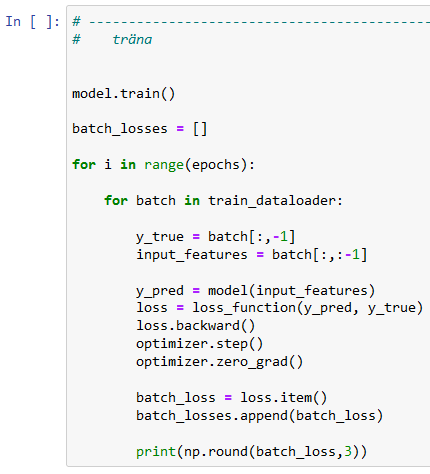 In [ ]: # -------------------------------------------
#    träna
model.train()
batch_losses = []
for i in range(epochs):
    for batch in train_dataloader:
        y_true = batch[:,-1]
        input_features = batch[:,:-1]
        y_pred = model(input_features)
        loss = loss_function(y_pred, y_true)
        loss.backward()
        optimizer.step()
        optimizer.zero_grad()
        batch_loss = loss.item()
        batch_losses.append(batch_loss)
        print(np.round(batch_loss,3))